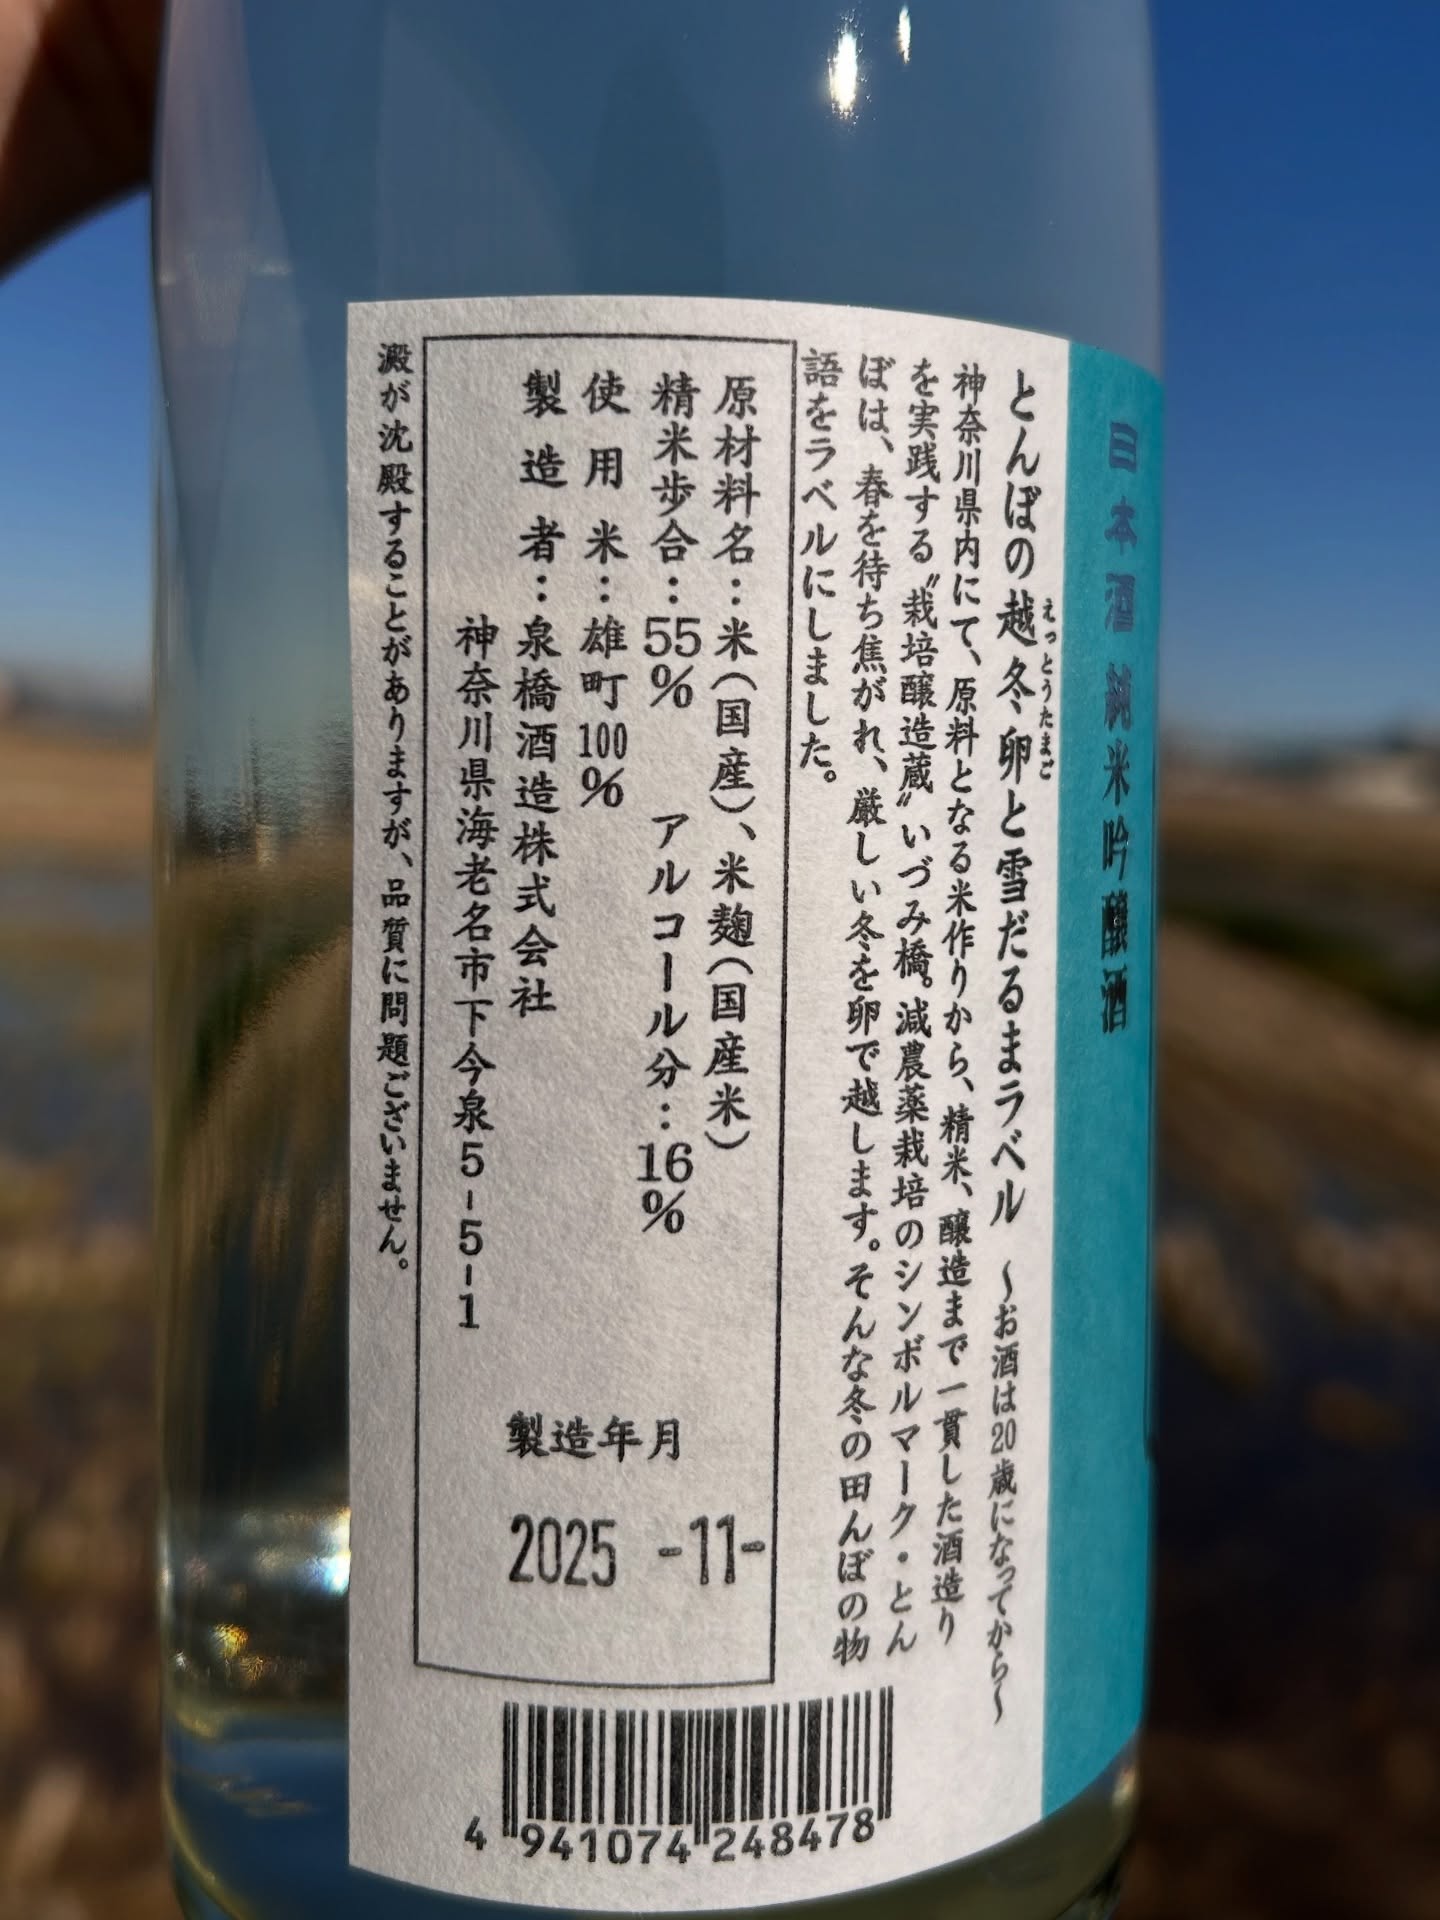 日本酒 純米吟醸酒
とんぼの越冬卵と雪だるまラベル 〜お酒は20歳になってから〜
えっとうたまご
神奈川県内にて、原料となる米作りから、精米、醸造まで一貫した酒造り
を実践する〝栽培醸造蔵〟いづみ橋。減農薬栽培のシンボルマーク・とん
ぼは、春を待ち焦がれ、厳しい冬を卵で越します。そんな冬の田んぼの物
語をラベルにしました。
原材料名：米(国産)、米麹(国産米)
精米歩合：55% アルコール分：16%
使用米：雄町100%
製造者：泉橋酒造株式会社
神奈川県海老名市下今泉5-5-1
製造年月
2025 -11-
澱が沈殿することがありますが、品質に問題ございません。
4 941074 248478